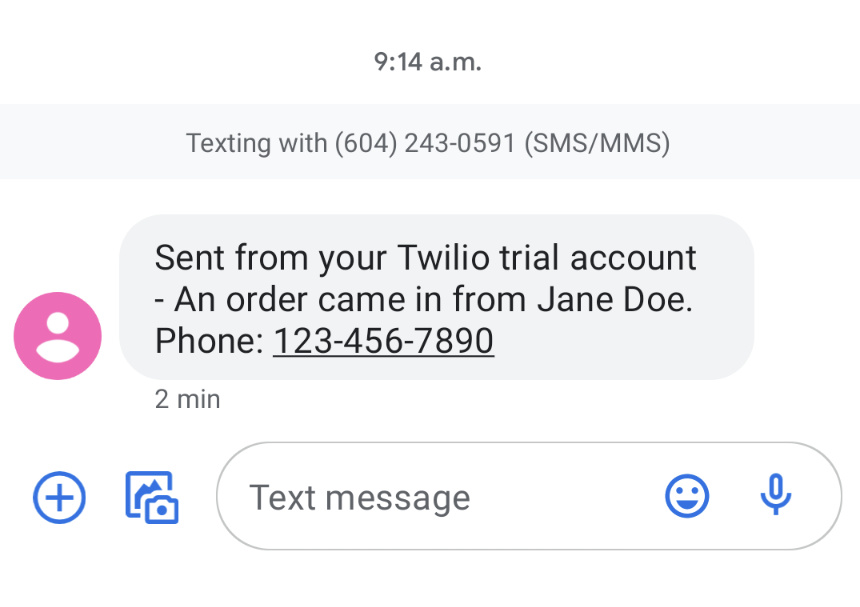 9:14 a.m.
Texting with (604) 243-0591 (SMS/MMS)
Sent from your Twilio trial account
- An order came in from Jane Doe.
Phone: 123-456-7890
2 min
Text message